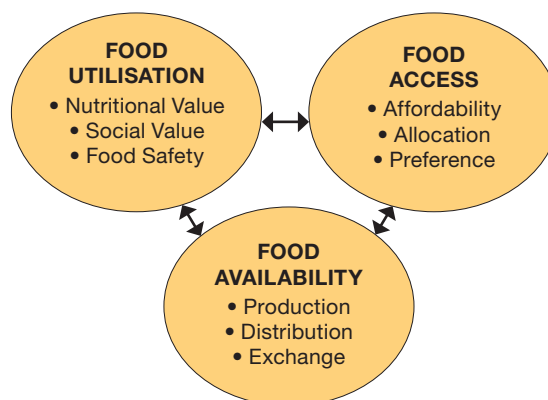 FOOD
UTILISATION
• Nutritional Value
• Social Value
• Food Safety
FOOD
ACCESS
• Affordability
• Allocation
• Preference
FOOD
AVAILABILITY
• Production
• Distribution
• Exchange